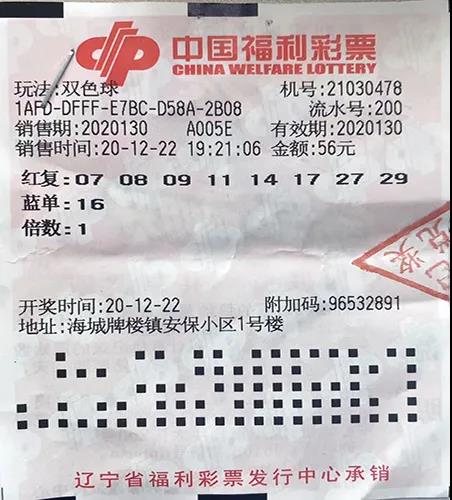 中国福利彩票
CHINA WELFARE LOTTERY
玩法:双色球 机号:21030478
1AFD-DFFF-E7BC-D58A-2B08 流水号:200
销售期:2020130 A005E 有效期:2020130
销售时间:20-12-22 19:21:06 金额:56元
红复:07 08 09 11 14 17 27 29
蓝单:16
倍数:1
已兑奖
开奖时间:20-12-22 附加码:96532891
地址:海城牌楼镇安保小区1号楼
辽宁省福利彩票发行中心承销